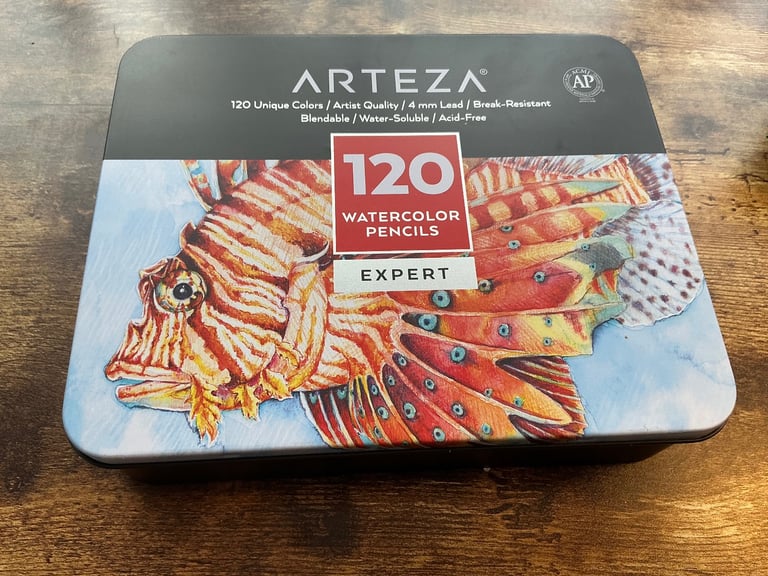 ARTEZA®
120 Unique Colors / Artist Quality / 4 mm Lead / Break-Resistant
Blendable / Water-Soluble / Acid-Free
ACMI
AP
120
WATERCOLOR
PENCILS
EXPERT